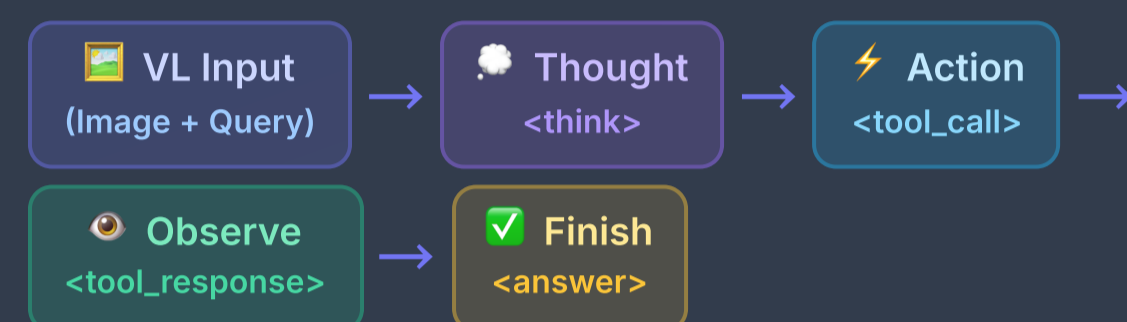 VL Input
(Image + Query)
Thought
<think>
Action
<tool_call>
Observe
<tool_response>
Finish
<answer>